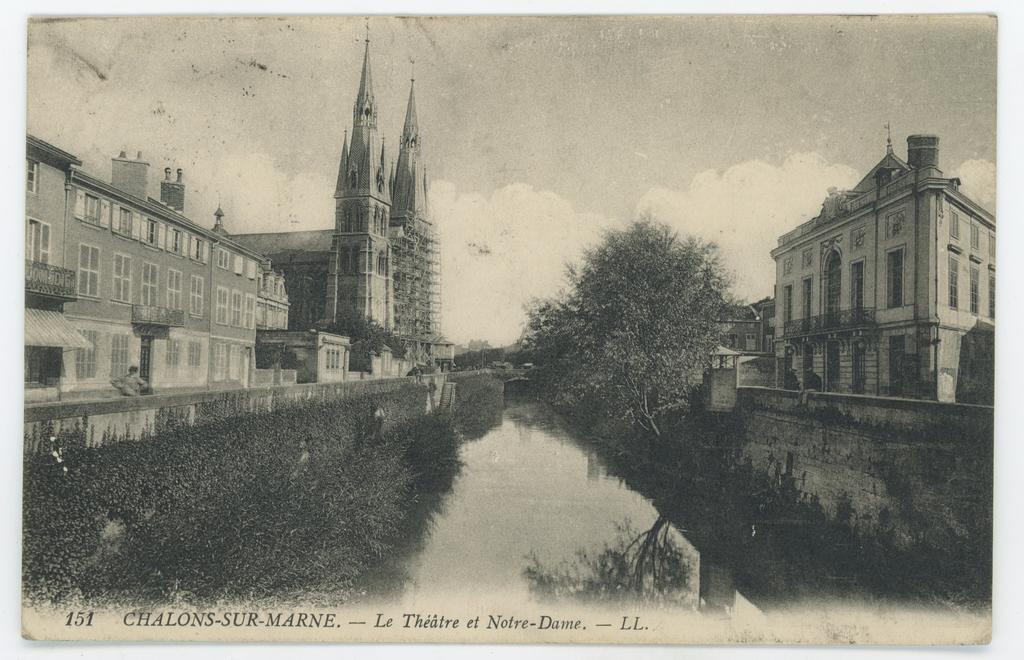 151 CHALONS-SUR-MARNE. — Le Théâtre et Notre-Dame. — LL.